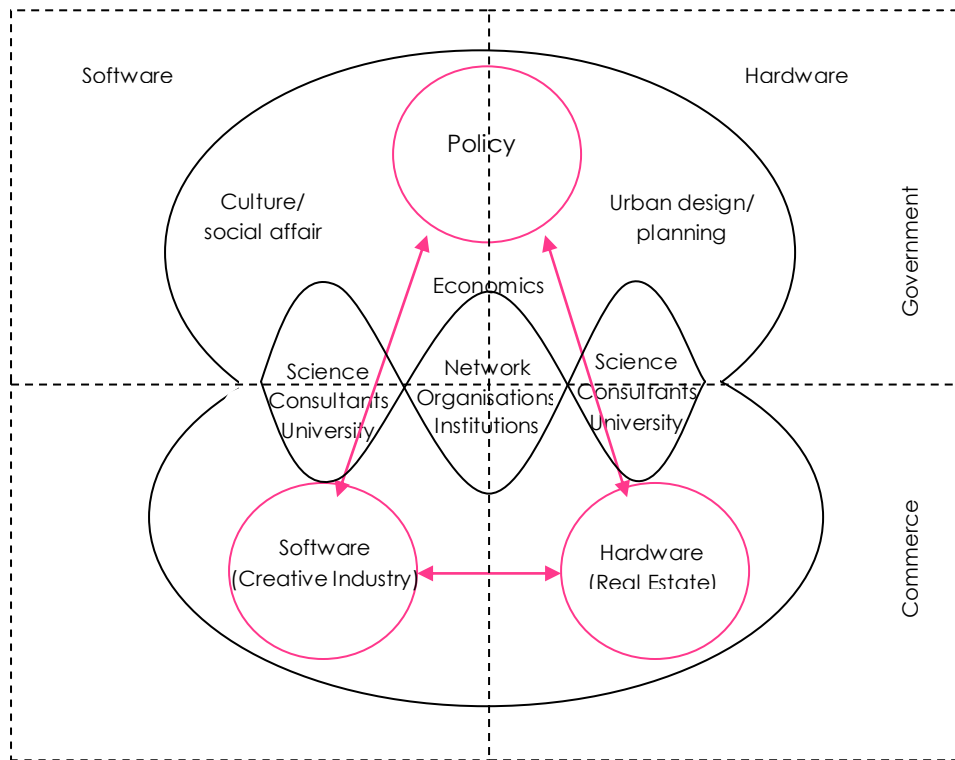 Software
Hardware
Policy
Culture/
social affair
Urban design/
planning
Government
Economics
Science
Consultants
University
Network
Organisations
Institutions
Science
Consultants
University
Software
(Creative Industry)
Hardware
(Real Estate)
Commerce